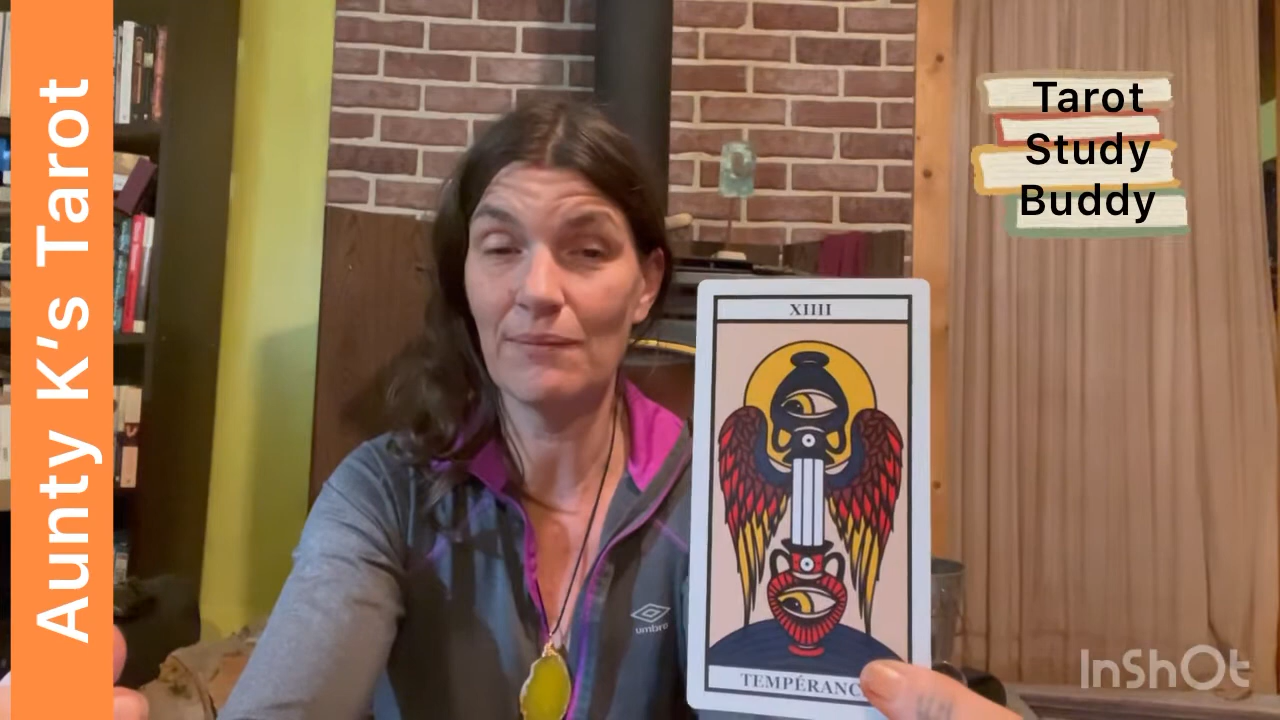 Aunty K's Tarot
Tarot
Study
Buddy
XIIII
TEMPÉRANC
umbro
InShOt